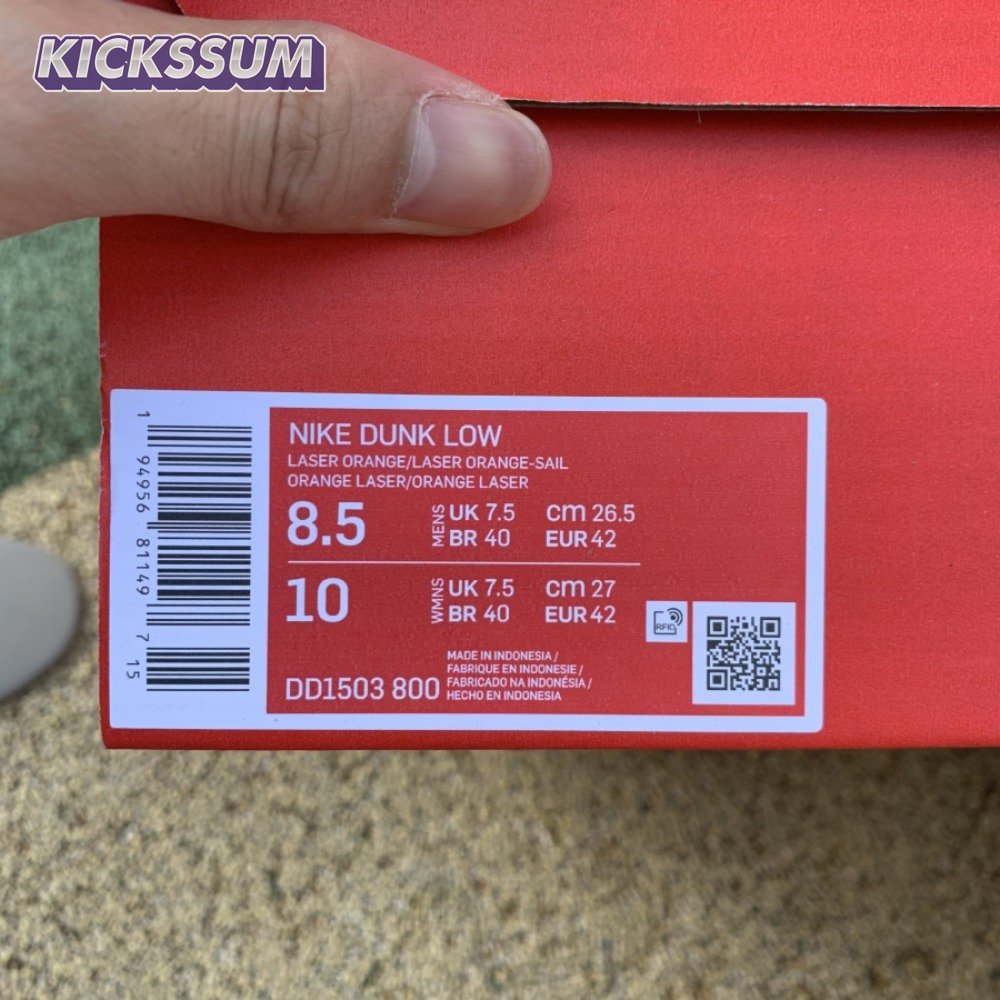 KICKSSUM
NIKE DUNK LOW
LASER ORANGE/LASER ORANGE-SAIL
ORANGE LASER/ORANGE LASER
8.5 MENS UK 7.5 cm 26.5
BR 40 EUR 42
10 WMNS UK 7.5 cm 27
BR 40 EUR 42
RFID
MADE IN INDONESIA /
FABRIQUE EN INDONESIE /
FABRICADO NA INDONÉSIA /
HECHO EN INDONESIA
DD1503 800
1 94956 81149 7 15